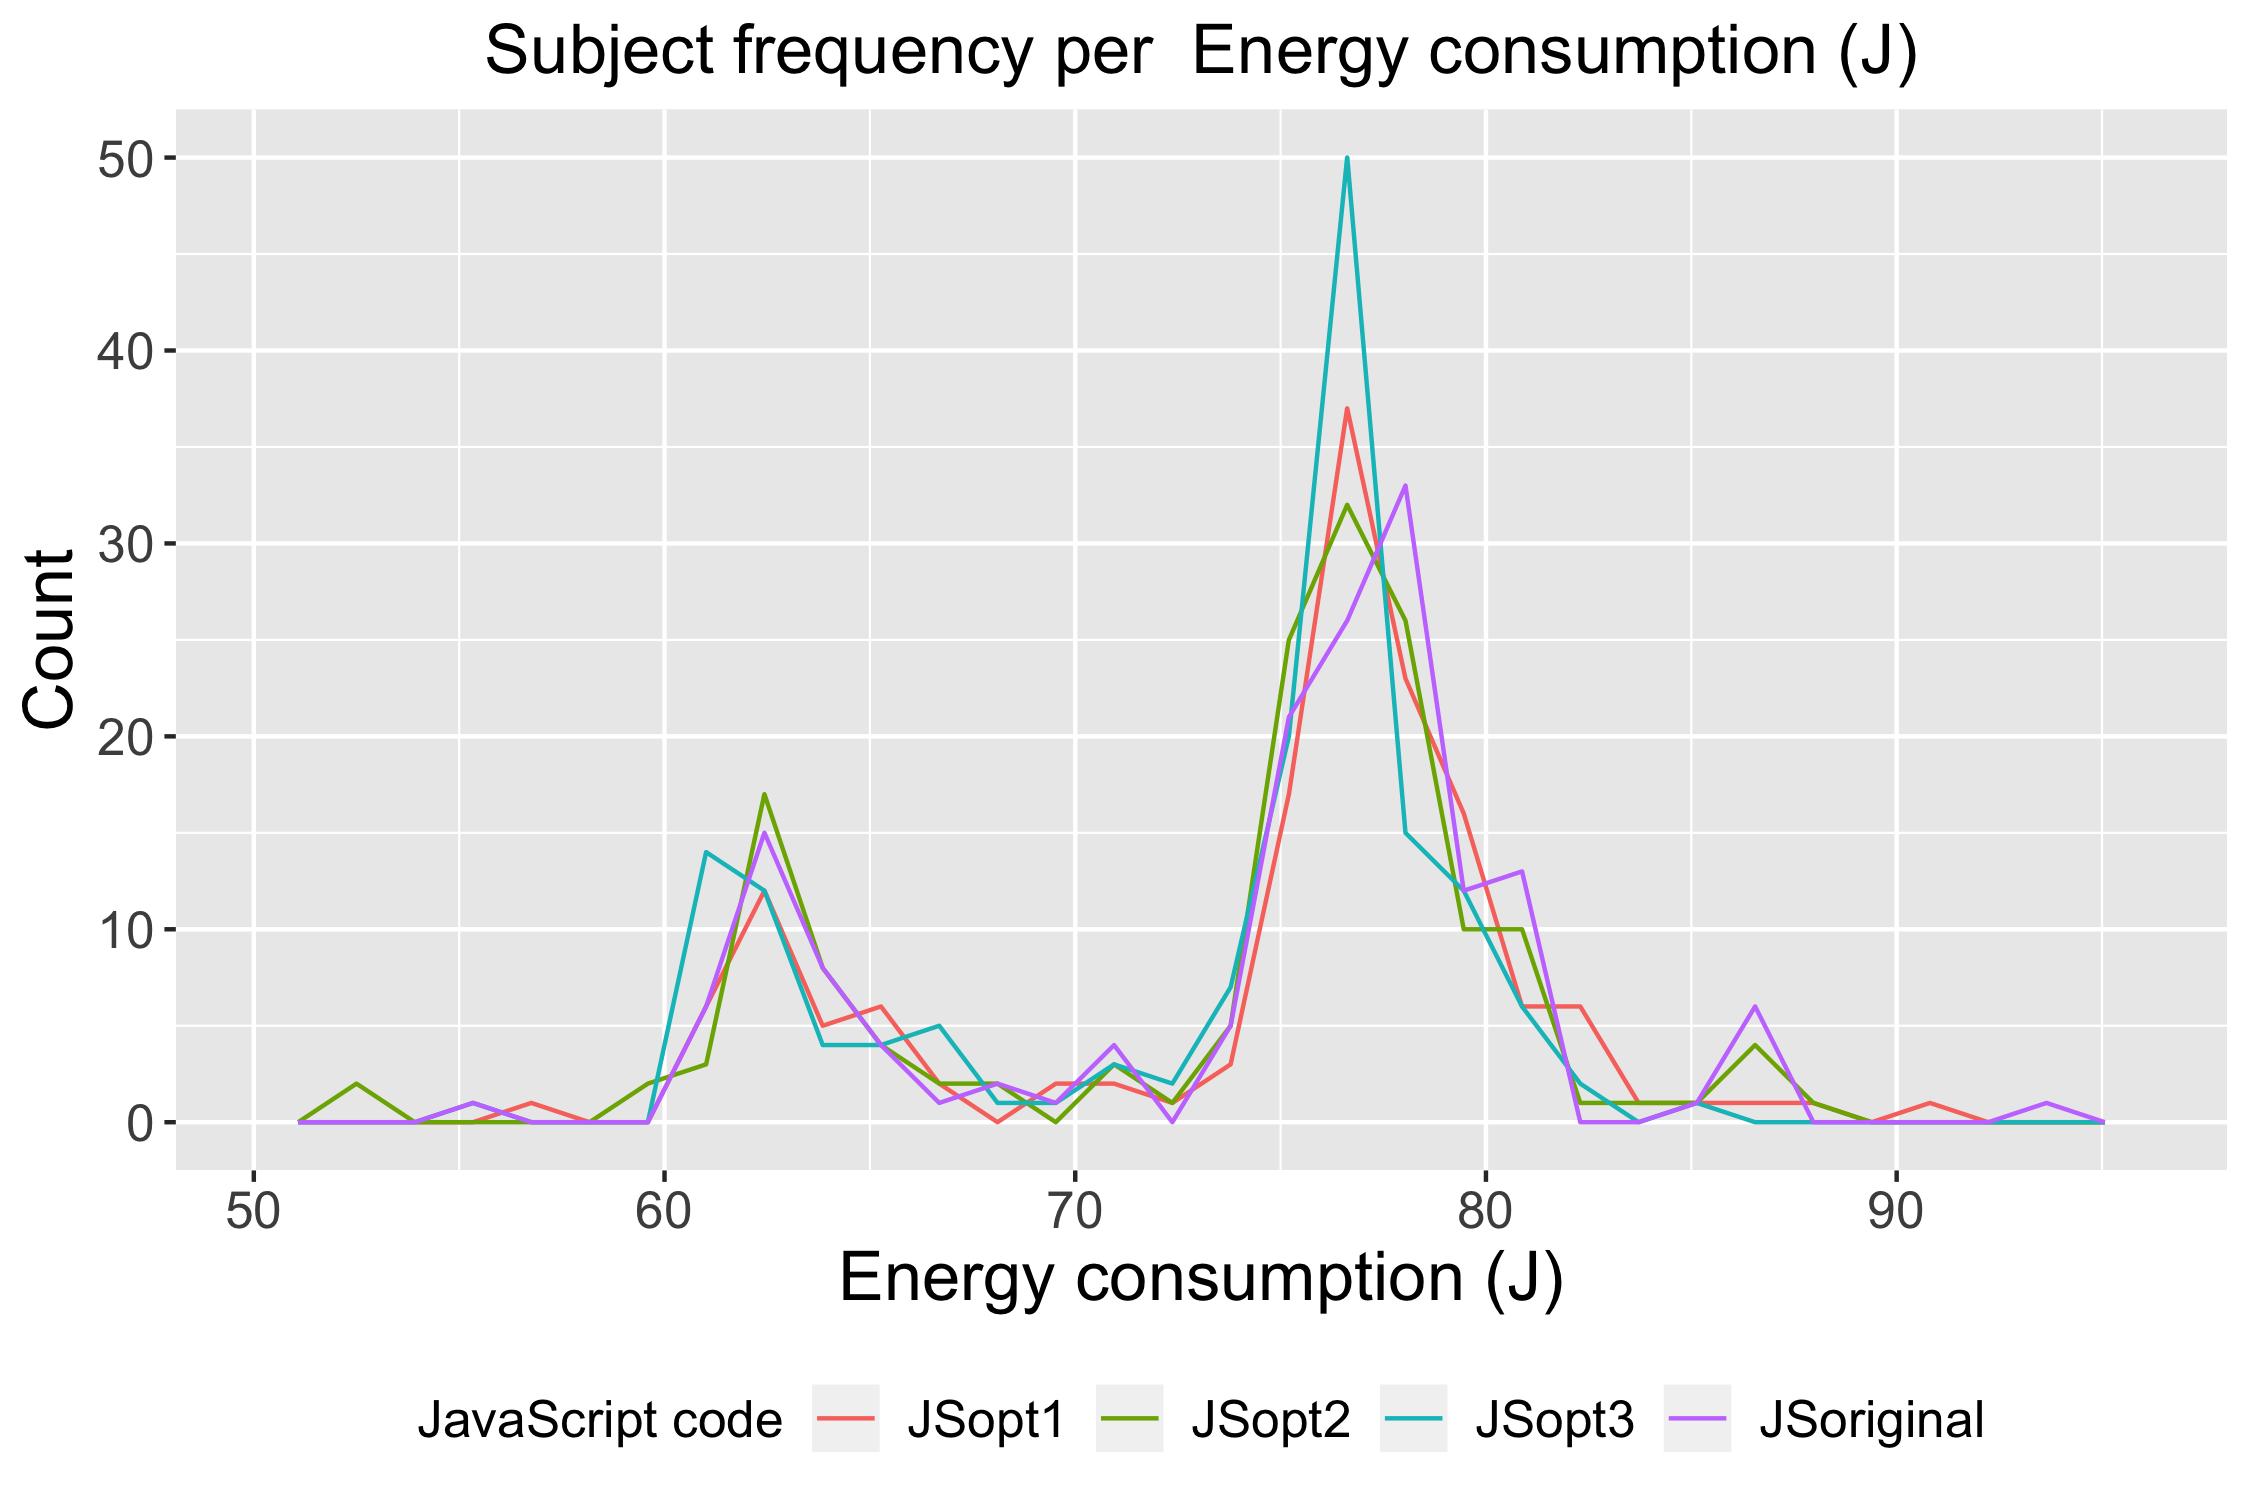 Subject frequency per  Energy consumption (J)
50
40
30
20
10
0
Count
50 60 70 80 90
Energy consumption (J)
JavaScript code JSopt1 JSopt2 JSopt3 JSoriginal